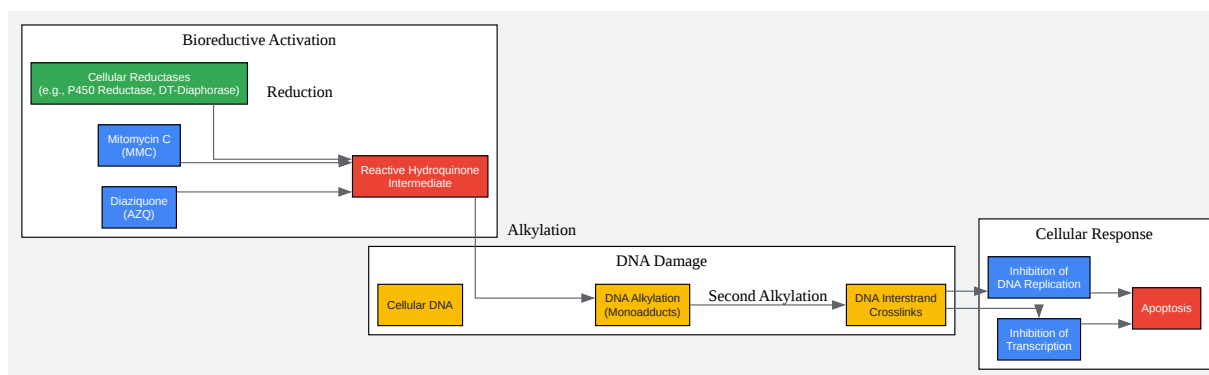 Bioreductive Activation
Cellular Reductases
(e.g., P450 Reductase, DT-Diaphorase)
Reduction
Mitomycin C
(MMC)
Reactive Hydroquinone
Intermediate
Diaziquone
(AZQ)
Alkylation
DNA Damage
Cellular DNA
DNA Alkylation
(Monoadducts)
Second Alkylation
DNA Interstrand
Crosslinks
Cellular Response
Inhibition of
DNA Replication
Apoptosis
Inhibition of
Transcription